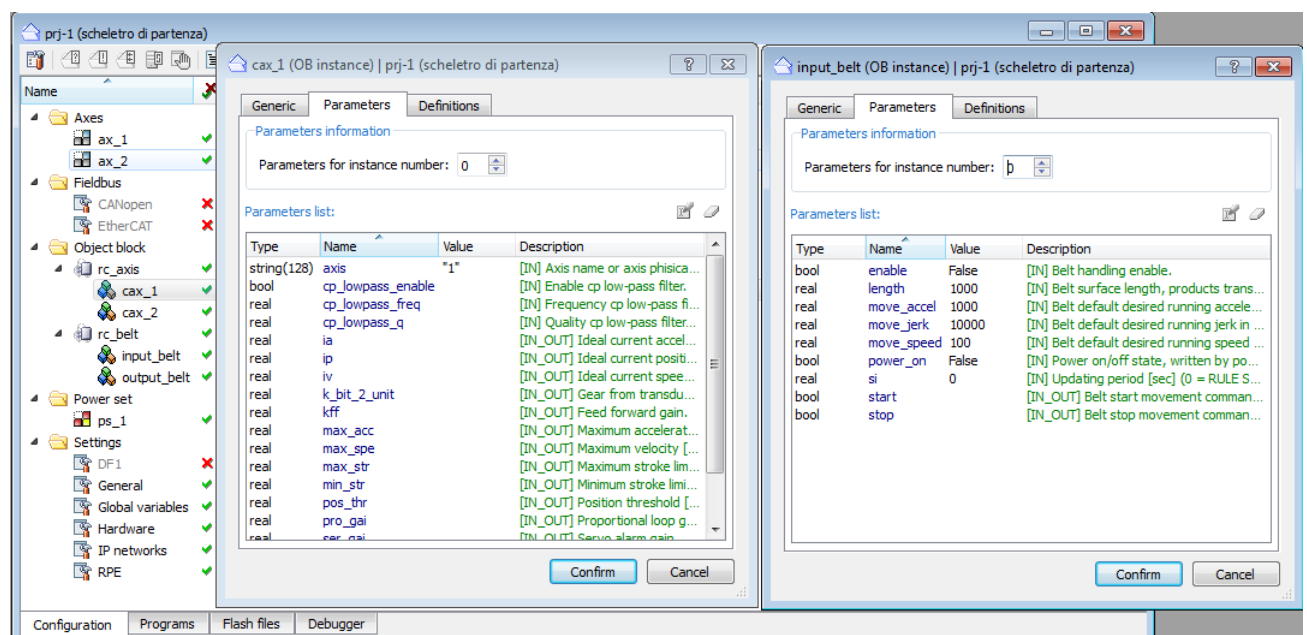 prj-1 (scheletro di partenza)
Name
Axes
ax_1
ax_2
Fieldbus
CANopen
EtherCAT
Object block
rc_axis
cax_1
cax_2
rc_belt
input_belt
output_belt
Power set
ps_1
Settings
DF1
General
Global variables
Hardware
IP networks
RPE
Configuration Programs Flash files Debugger
cax_1 (OB instance) | prj-1 (scheletro di partenza)
Generic Parameters Definitions
Parameters information
Parameters for instance number: 0
Parameters list:
Type Name Value Description
string(128) axis "1" [IN] Axis name or axis phisica...
bool cp_lowpass_enable [IN] Enable cp low-pass filter.
real cp_lowpass_freq [IN] Frequency cp low-pass fi...
real cp_lowpass_q [IN] Quality cp low-pass filter...
real ia [IN_OUT] Ideal current accel...
real ip [IN_OUT] Ideal current positi...
real iv [IN_OUT] Ideal current spee...
real k_bit_2_unit [IN_OUT] Gear from transdu...
real kff [IN_OUT] Feed forward gain.
real max_acc [IN_OUT] Maximum accelerat...
real max_spe [IN_OUT] Maximum velocity [...
real max_str [IN_OUT] Maximum stroke lim...
real min_str [IN_OUT] Minimum stroke limi...
real pos_thr [IN_OUT] Position threshold [...
real pro_gai [IN_OUT] Proportional loop g...
real ser_gai [IN_OUT] Servo alarm gain
Confirm Cancel
input_belt (OB instance) | prj-1 (scheletro di partenza)
Generic Parameters Definitions
Parameters information
Parameters for instance number: 0
Parameters list:
Type Name Value Description
bool enable False [IN] Belt handling enable.
real length 1000 [IN] Belt surface length, products trans...
real move_accel 1000 [IN] Belt default desired running accele...
real move_jerk 10000 [IN] Belt default desired running jerk in ...
real move_speed 100 [IN] Belt default desired running speed ...
bool power_on False [IN] Power on/off state, written by po...
real si 0 [IN] Updating period [sec] (0 = RULE S...
bool start [IN_OUT] Belt start movement comman...
bool stop [IN_OUT] Belt stop movement comman...
Confirm Cancel